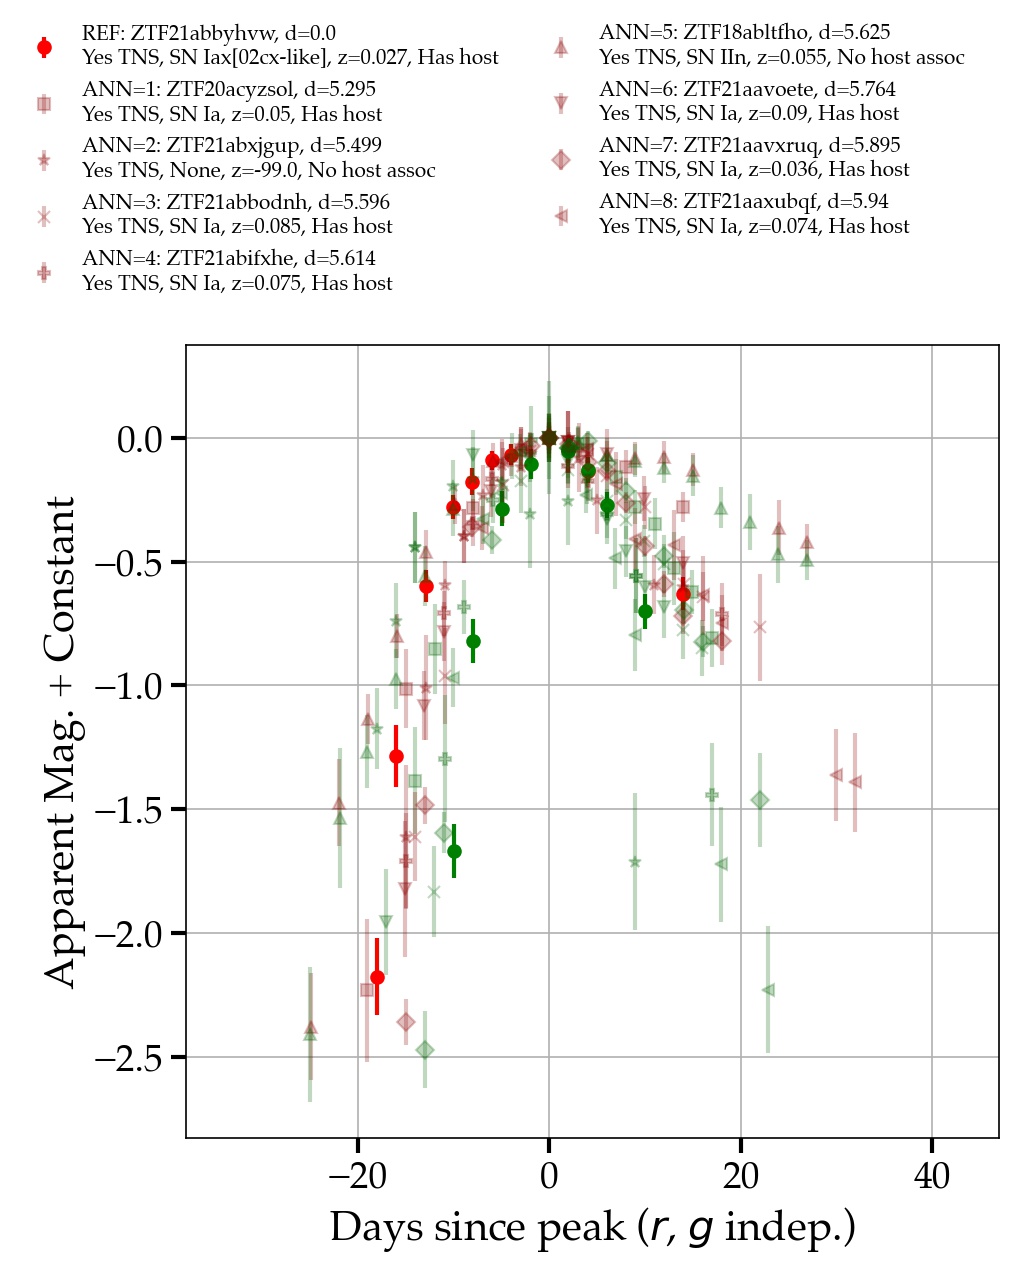 REF: ZTF21abbyhvw, d=0.0
Yes TNS, SN Iax[02cx-like], z=0.027, Has host
ANN=1: ZTF20acyzsol, d=5.295
Yes TNS, SN Ia, z=0.05, Has host
ANN=2: ZTF21abxjgup, d=5.499
Yes TNS, None, z=-99.0, No host assoc
ANN=3: ZTF21abbodnh, d=5.596
Yes TNS, SN Ia, z=0.085, Has host
ANN=4: ZTF21abifxhe, d=5.614
Yes TNS, SN Ia, z=0.075, Has host
ANN=5: ZTF18abltfho, d=5.625
Yes TNS, SN IIn, z=0.055, No host assoc
ANN=6: ZTF21aavoete, d=5.764
Yes TNS, SN Ia, z=0.09, Has host
ANN=7: ZTF21aavxruq, d=5.895
Yes TNS, SN Ia, z=0.036, Has host
ANN=8: ZTF21aaxubqf, d=5.94
Yes TNS, SN Ia, z=0.074, Has host
Apparent Mag. + Constant
0.0
−0.5
−1.0
−1.5
−2.0
−2.5
−20 0 20 40
Days since peak (r, g indep.)